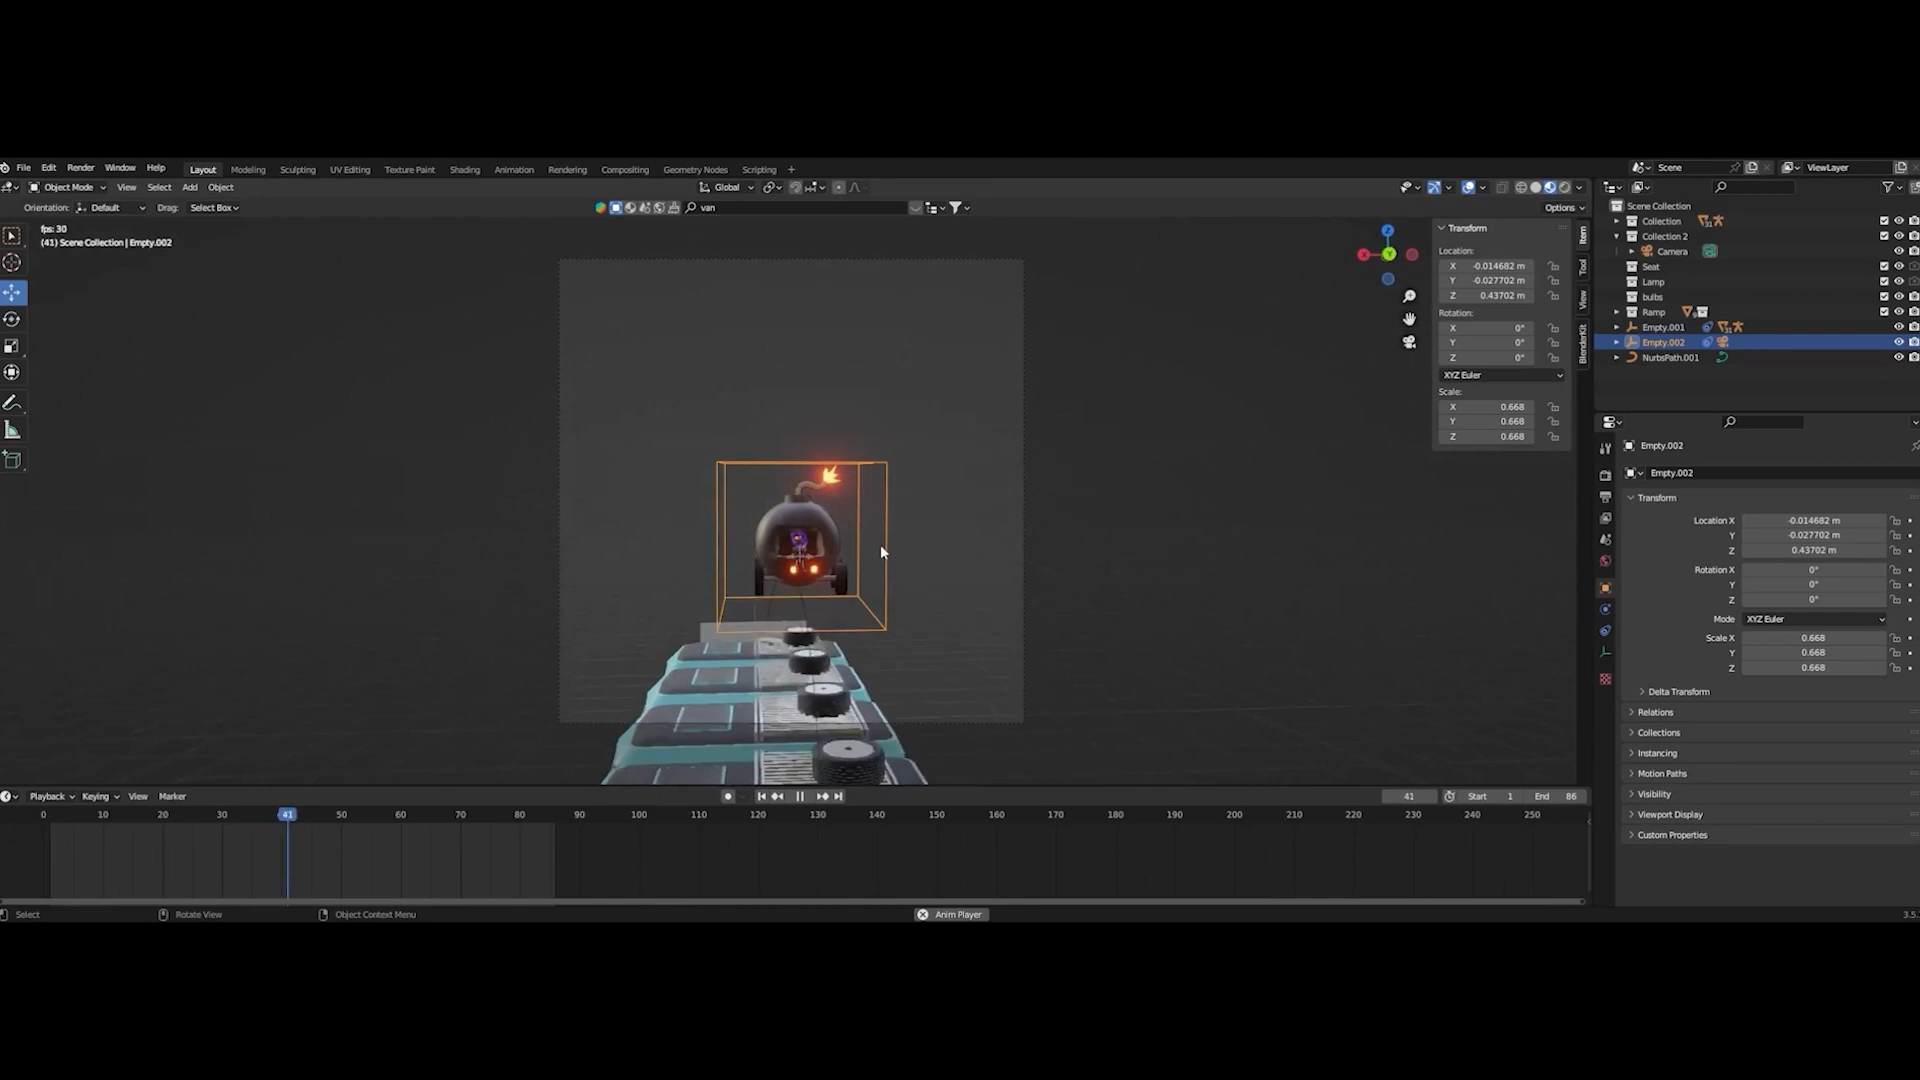 File Edit Render Window Help Layout Modeling Sculpting UV Editing Texture Paint Shading Animation Rendering Compositing Geometry Nodes Scripting + Scene ViewLayer
Object Mode View Select Add Object Global
Orientation: Default Drag: Select Box van Options
fps: 30
(41) Scene Collection | Empty.002
Transform
Location:
X -0.014682 m
Y -0.027702 m
Z 0.43702 m
Rotation:
X 0°
Y 0°
Z 0°
XYZ Euler
Scale:
X 0.668
Y 0.668
Z 0.668
Item
Tool
View
BlenderKit
Z
X
Y
Scene Collection
Collection 31
Collection 2
Camera
Seat
Lamp
bulbs
Ramp
Empty.001 31
Empty.002
NurbsPath.001
Empty.002
Empty.002
Transform
Location X -0.014682 m
Y -0.027702 m
Z 0.43702 m
Rotation X 0°
Y 0°
Z 0°
Mode XYZ Euler
Scale X 0.668
Y 0.668
Z 0.668
Delta Transform
Relations
Collections
Instancing
Motion Paths
Visibility
Viewport Display
Custom Properties
Playback Keying View Marker 41 Start 1 End 86
0 10 20 30 41 50 60 70 80 90 100 110 120 130 140 150 160 170 180 190 200 210 220 230 240 250
Select Rotate View Object Context Menu Anim Player 3.5.